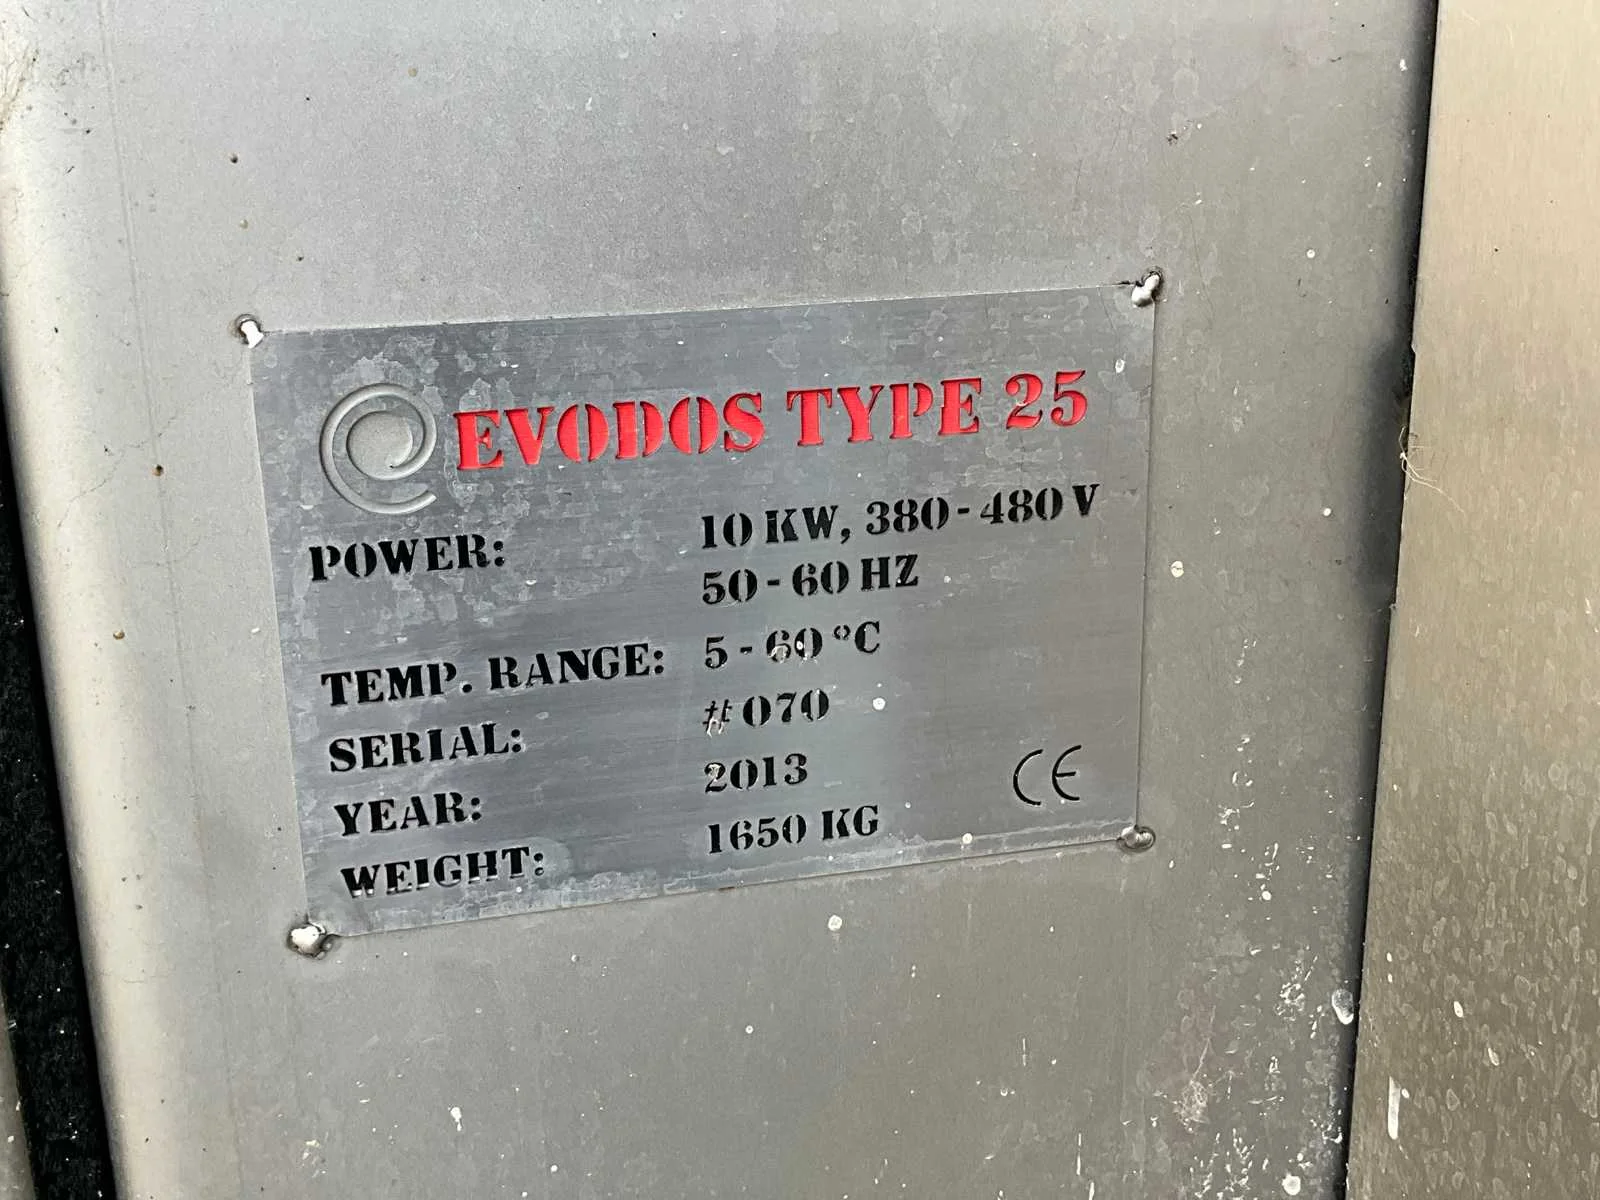 EVODOS TYPE 25
POWER: 10 KW, 380-480 V
50-60 HZ
TEMP. RANGE: 5-60 °C
SERIAL: #070
YEAR: 2013
WEIGHT: 1650 KG
CE